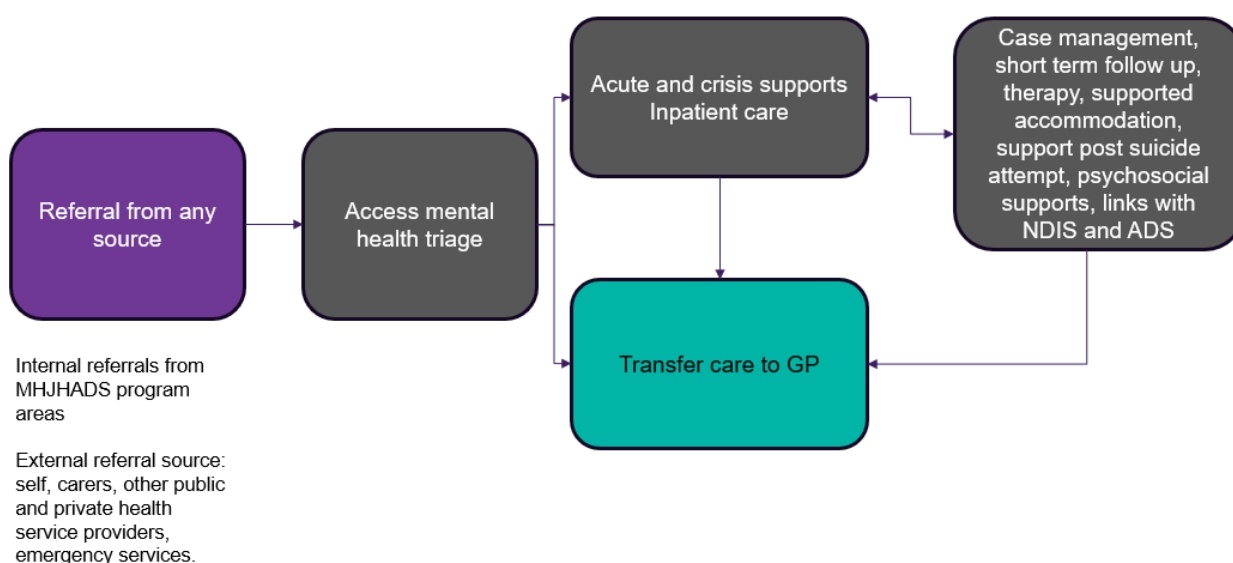 Referral from any
source
Access mental
health triage
Acute and crisis supports
Inpatient care
Case management,
short term follow up,
therapy, supported
accommodation,
support post suicide
attempt, psychosocial
supports, links with
NDIS and ADS
Transfer care to GP
Internal referrals from
MHJHADS program
areas
External referral source:
self, carers, other public
and private health
service providers,
emergency services.